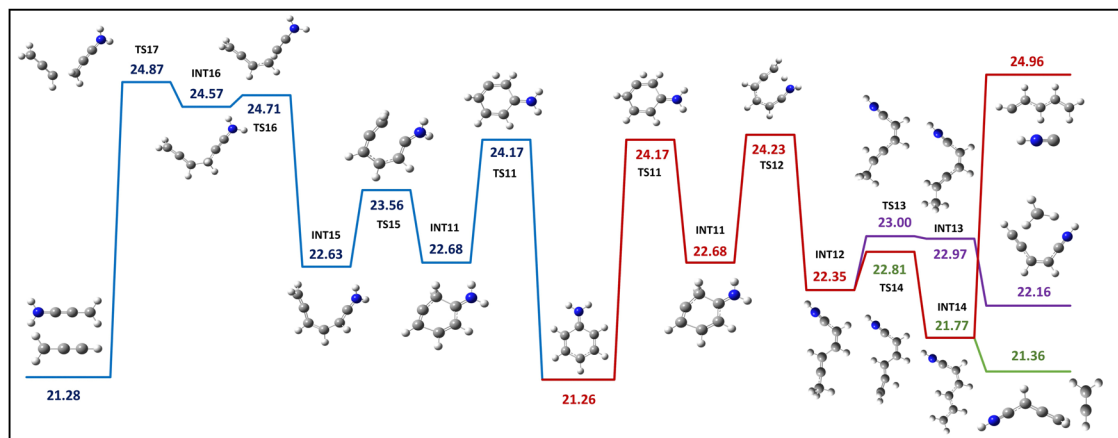 TS17
24.87
INT16
24.57
24.71
TS16
INT15
22.63
23.56
TS15
INT11
22.68
24.17
TS11
21.28
21.26
24.17
TS11
INT11
22.68
24.23
TS12
INT12
22.35
TS13
23.00
22.81
TS14
INT13
22.97
INT14
21.77
24.96
22.16
21.36